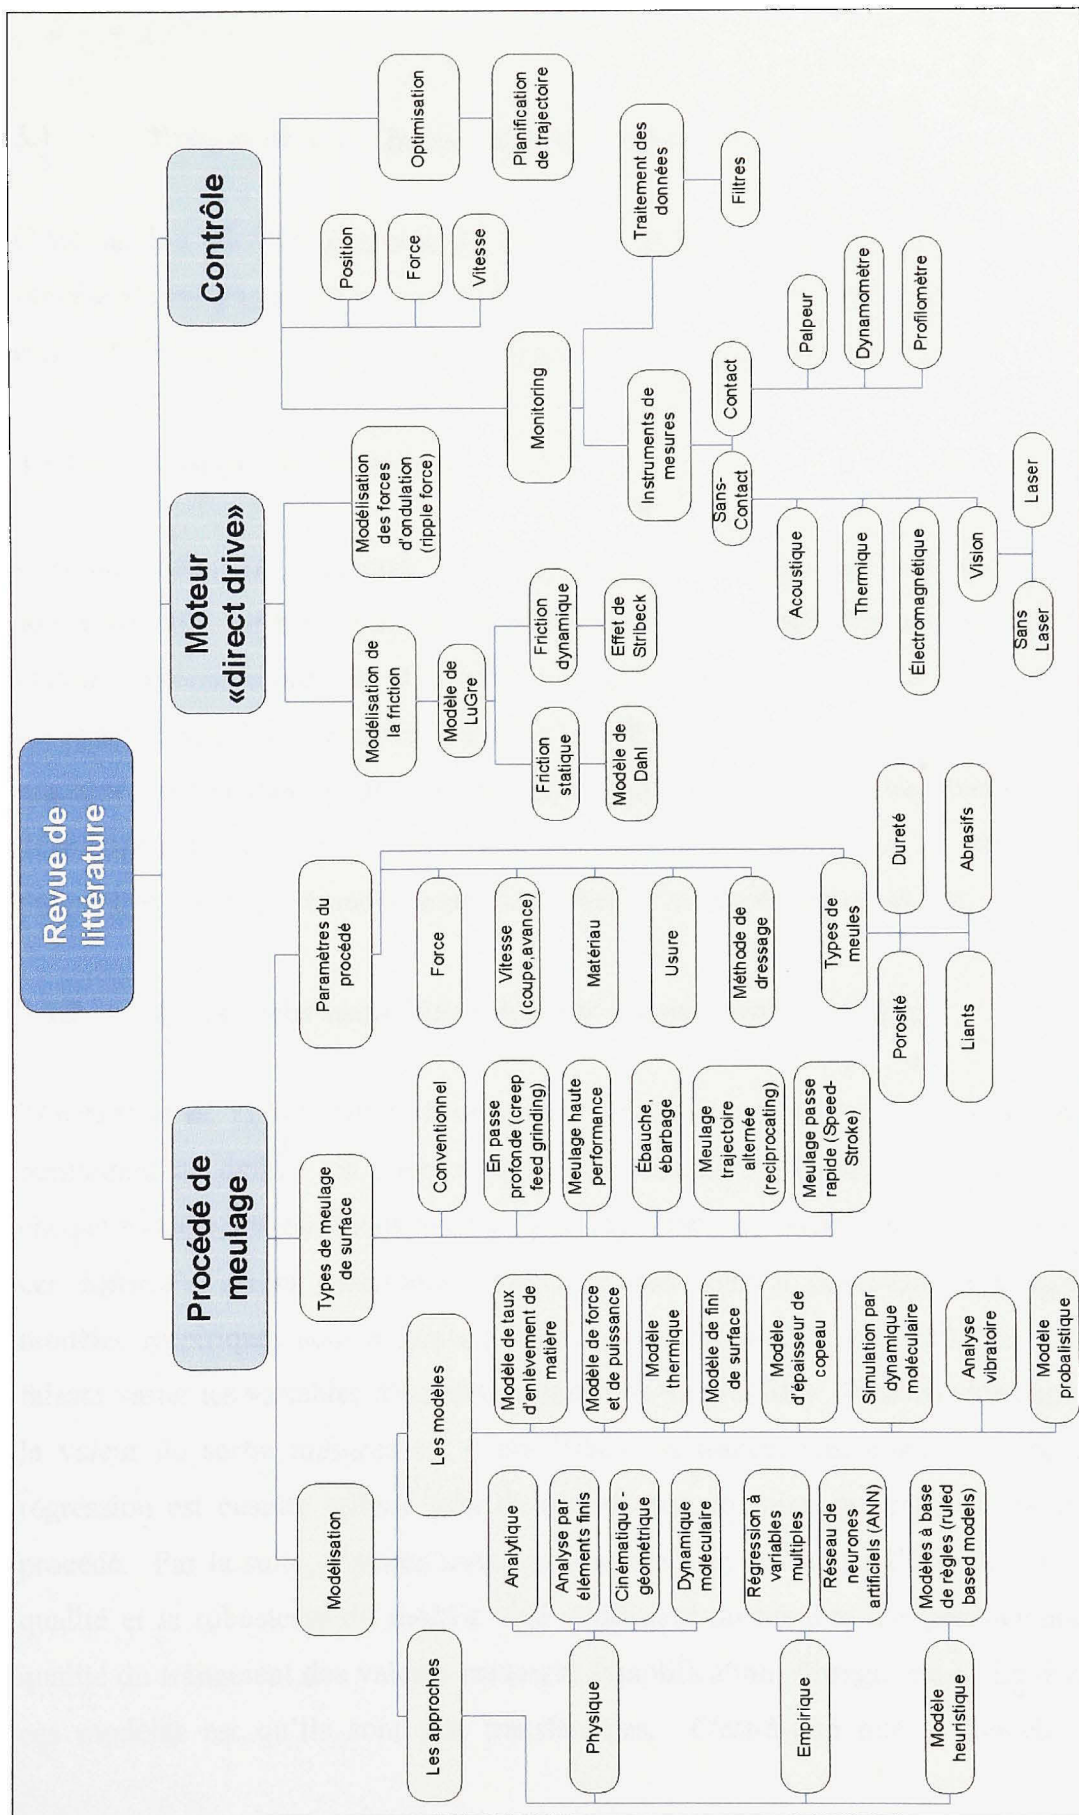 Revue de
littérature
Procédé de
meulage
Moteur
«direct drive»
Contrôle
Modélisation
Types de meulage
de surface
Paramètres du
procédé
Les approches
Les modèles
Physique
Analytique
Analyse par
éléments finis
Cinématique -
géométrique
Dynamique
moléculaire
Empirique
Régression à
variables
multiples
Réseau de
neurones
artificiels (ANN)
Modèle
heuristique
Modèles à base
de règles (ruled
based models)
Modèle de taux
d'enlèvement de
matière
Modèle de force
et de puissance
Modèle
thermique
Modèle de fini
de surface
Modèle
d'épaisseur de
copeau
Simulation par
dynamique
moléculaire
Analyse
vibratoire
Modèle
probalistique
Conventionnel
En passe
profonde (creep
feed grinding)
Meulage haute
performance
Ébauche,
ébarbage
Meulage
trajectoire
alternée
(reciprocating)
Meulage passe
rapide (Speed-
Stroke)
Force
Vitesse
(coupe,avance)
Matériau
Usure
Méthode de
dressage
Types de
meules
Porosité
Dureté
Liants
Abrasifs
Modélisation de
la friction
Modèle de
LuGre
Friction
statique
Modèle de
Dahl
Friction
dynamique
Effet de
Stribeck
Modélisation
des forces
d'ondulation
(ripple force)
Position
Force
Vitesse
Optimisation
Planification
de trajectoire
Monitoring
Instruments de
mesures
Traitement des
données
Filtres
Sans-
Contact
Contact
Acoustique
Thermique
Électromagnétique
Vision
Sans
Laser
Laser
Palpeur
Dynamomètre
Profilomètre